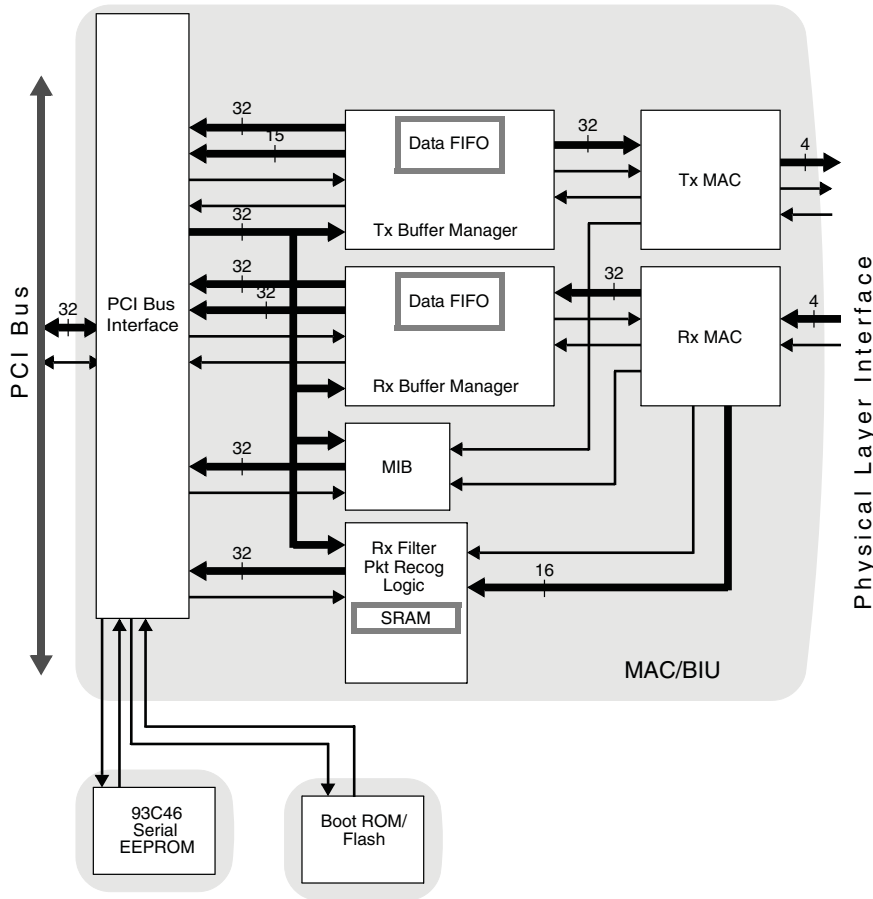 32
15
Data FIFO
32
4
Tx MAC
Tx Buffer Manager
32
32
32
Data FIFO
32
4
PCI Bus
Interface
32
Rx MAC
Rx Buffer Manager
PCI Bus
Physical Layer Interface
32
MIB
32
Rx Filter
Pkt Recog
Logic
16
SRAM
MAC/BIU
93C46
Serial
EEPROM
Boot ROM/
Flash